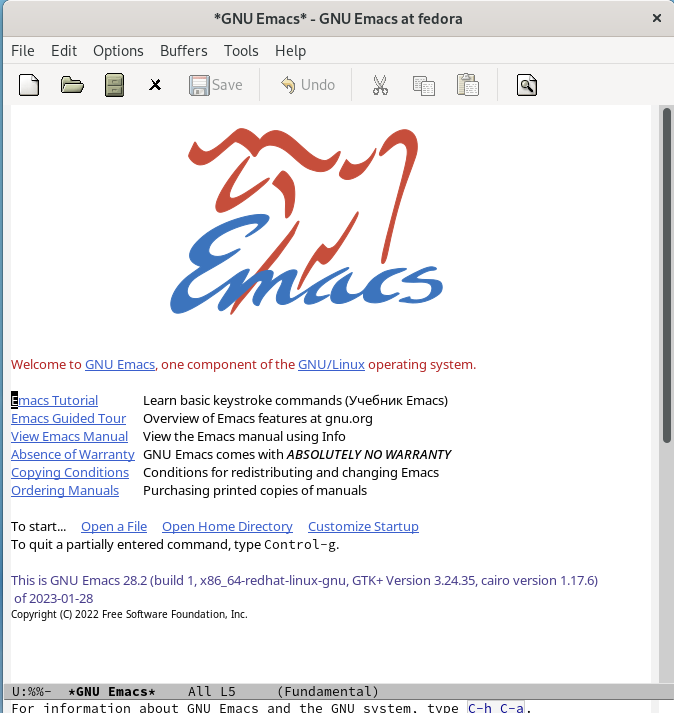 *GNU Emacs* - GNU Emacs at fedora
File Edit Options Buffers Tools Help
Save Undo
Emacs
Welcome to GNU Emacs, one component of the GNU/Linux operating system.
Emacs Tutorial Learn basic keystroke commands (Учебник Emacs)
Emacs Guided Tour Overview of Emacs features at gnu.org
View Emacs Manual View the Emacs manual using Info
Absence of Warranty GNU Emacs comes with ABSOLUTELY NO WARRANTY
Copying Conditions Conditions for redistributing and changing Emacs
Ordering Manuals Purchasing printed copies of manuals
To start... Open a File Open Home Directory Customize Startup
To quit a partially entered command, type Control-g.
This is GNU Emacs 28.2 (build 1, x86_64-redhat-linux-gnu, GTK+ Version 3.24.35, cairo version 1.17.6)
of 2023-01-28
Copyright (C) 2022 Free Software Foundation, Inc.
U:%%- *GNU Emacs* All L5 (Fundamental)
For information about GNU Emacs and the GNU system, type C-h C-a.